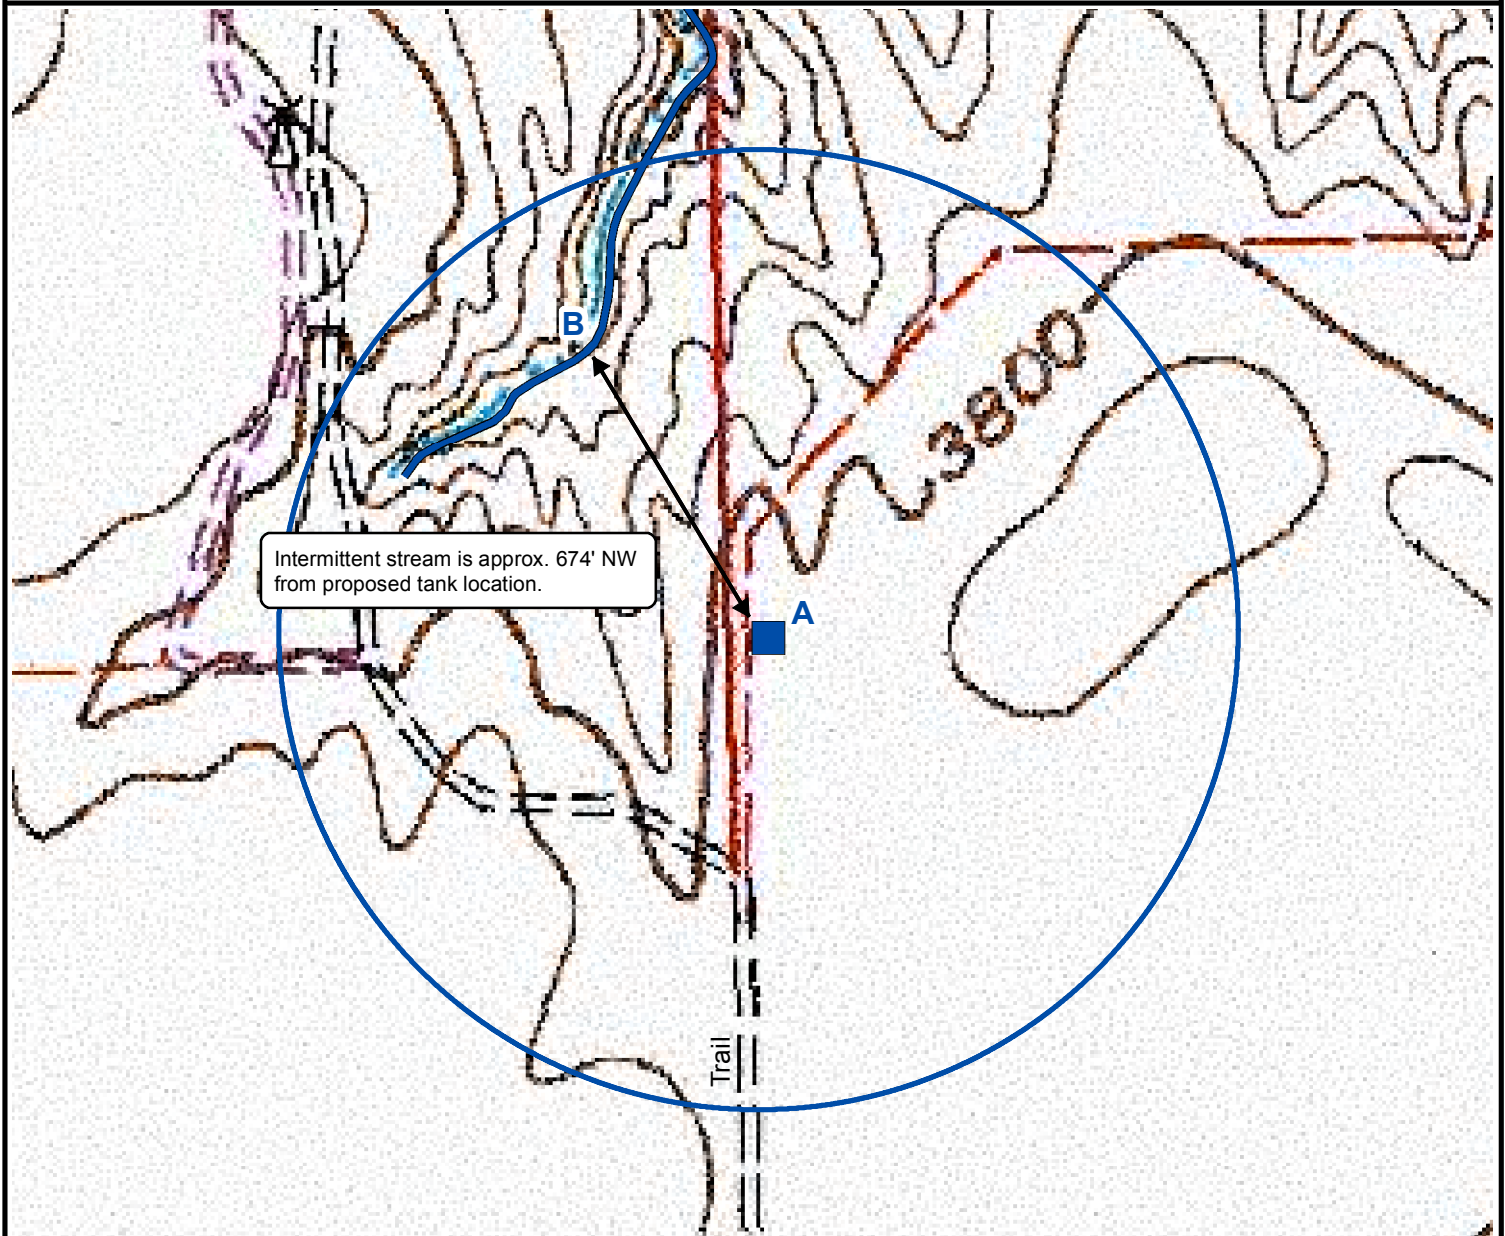 B
3800
Intermittent stream is approx. 674' NW
from proposed tank location.
A
Trail